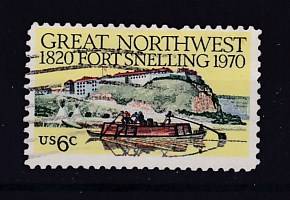 GREAT NORTHWEST
1820 FORT SNELLING 1970
US 6c